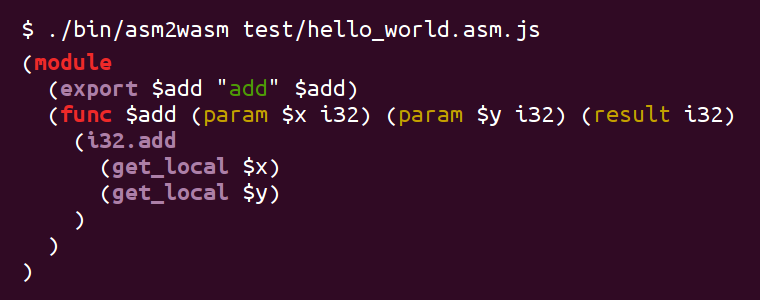 $ ./bin/asm2wasm test/hello_world.asm.js
(module
  (export $add "add" $add)
  (func $add (param $x i32) (param $y i32) (result i32)
    (i32.add
      (get_local $x)
      (get_local $y)
    )
  )
)